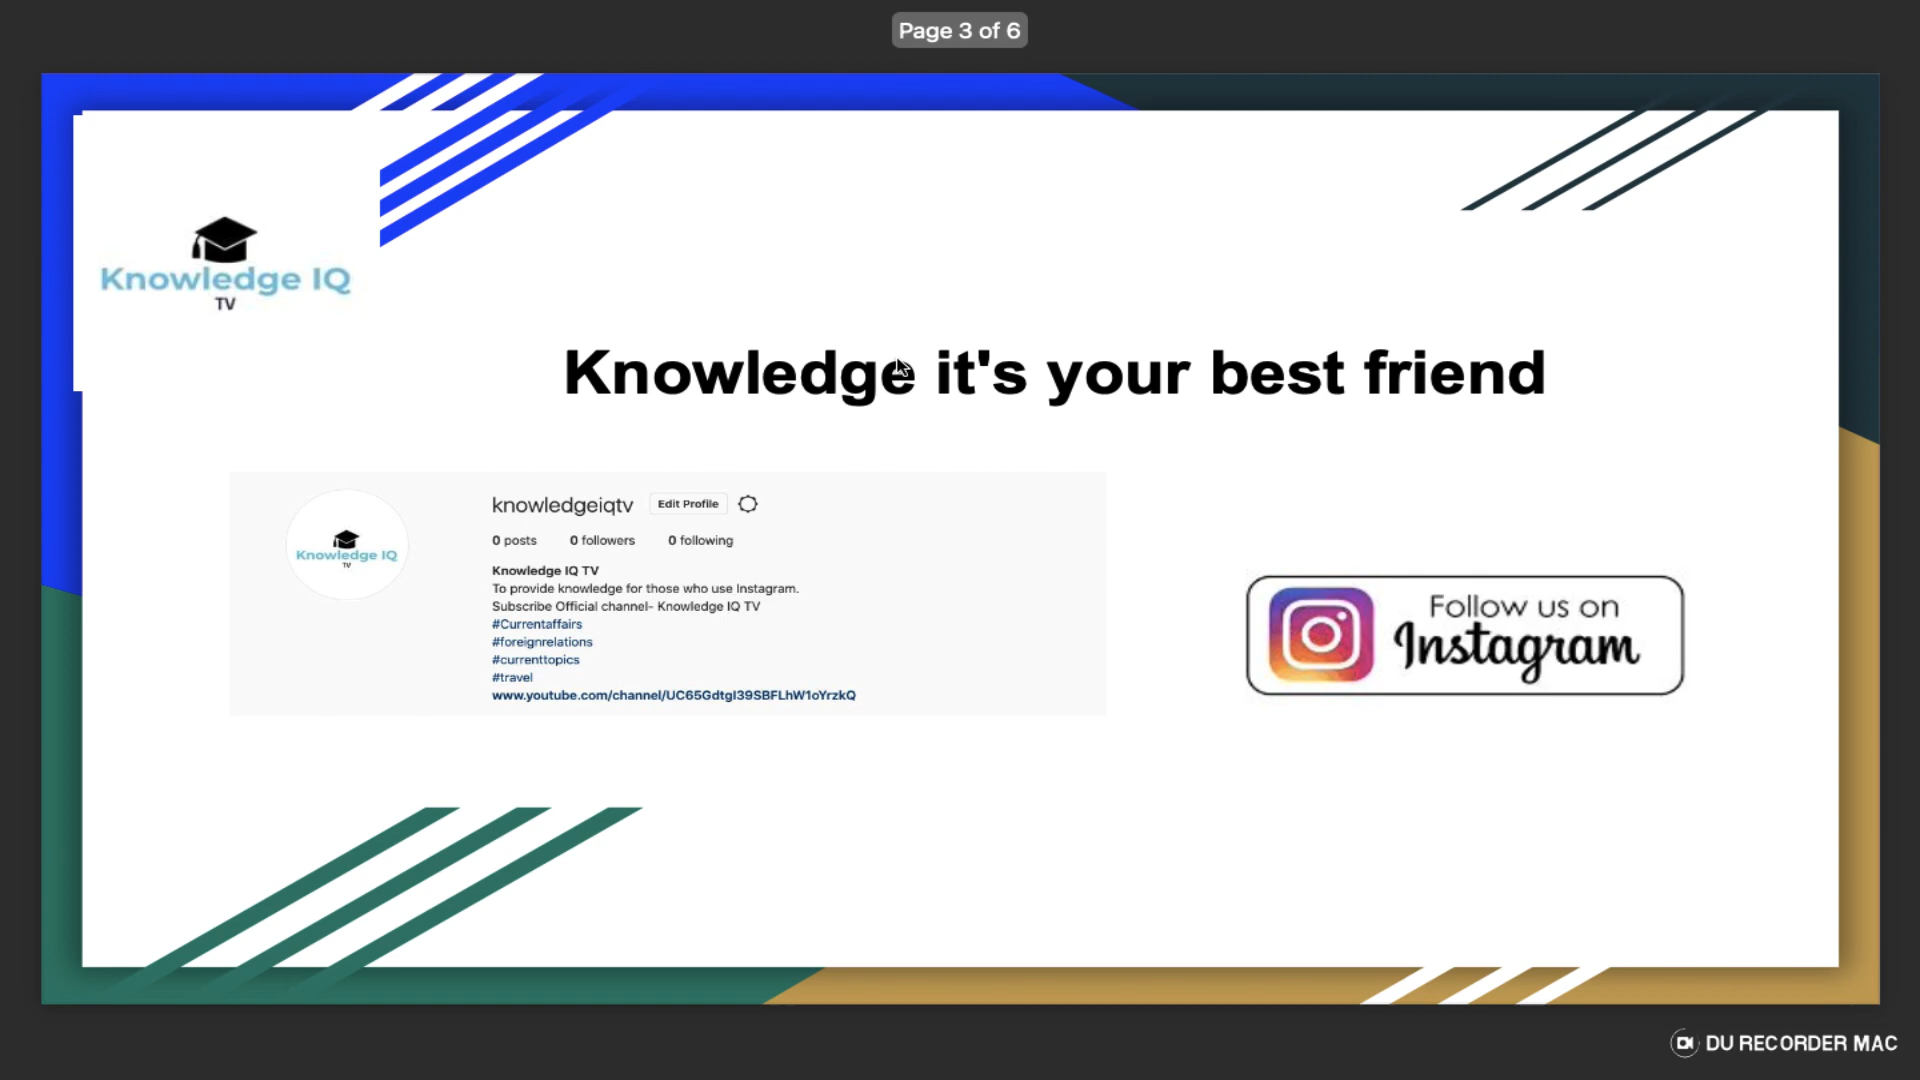 Page 3 of 6
Knowledge IQ
TV
Knowledge it's your best friend
knowledgeiqtv Edit Profile
0 posts 0 followers 0 following
Knowledge IQ
TV
Knowledge IQ TV
To provide knowledge for those who use Instagram.
Subscribe Official channel- Knowledge IQ TV
#Currentaffairs
#foreignrelations
#currenttopics
#travel
www.youtube.com/channel/UC65GdtgI39SBFLhW1oYrzkQ
Follow us on
Instagram
DU RECORDER MAC